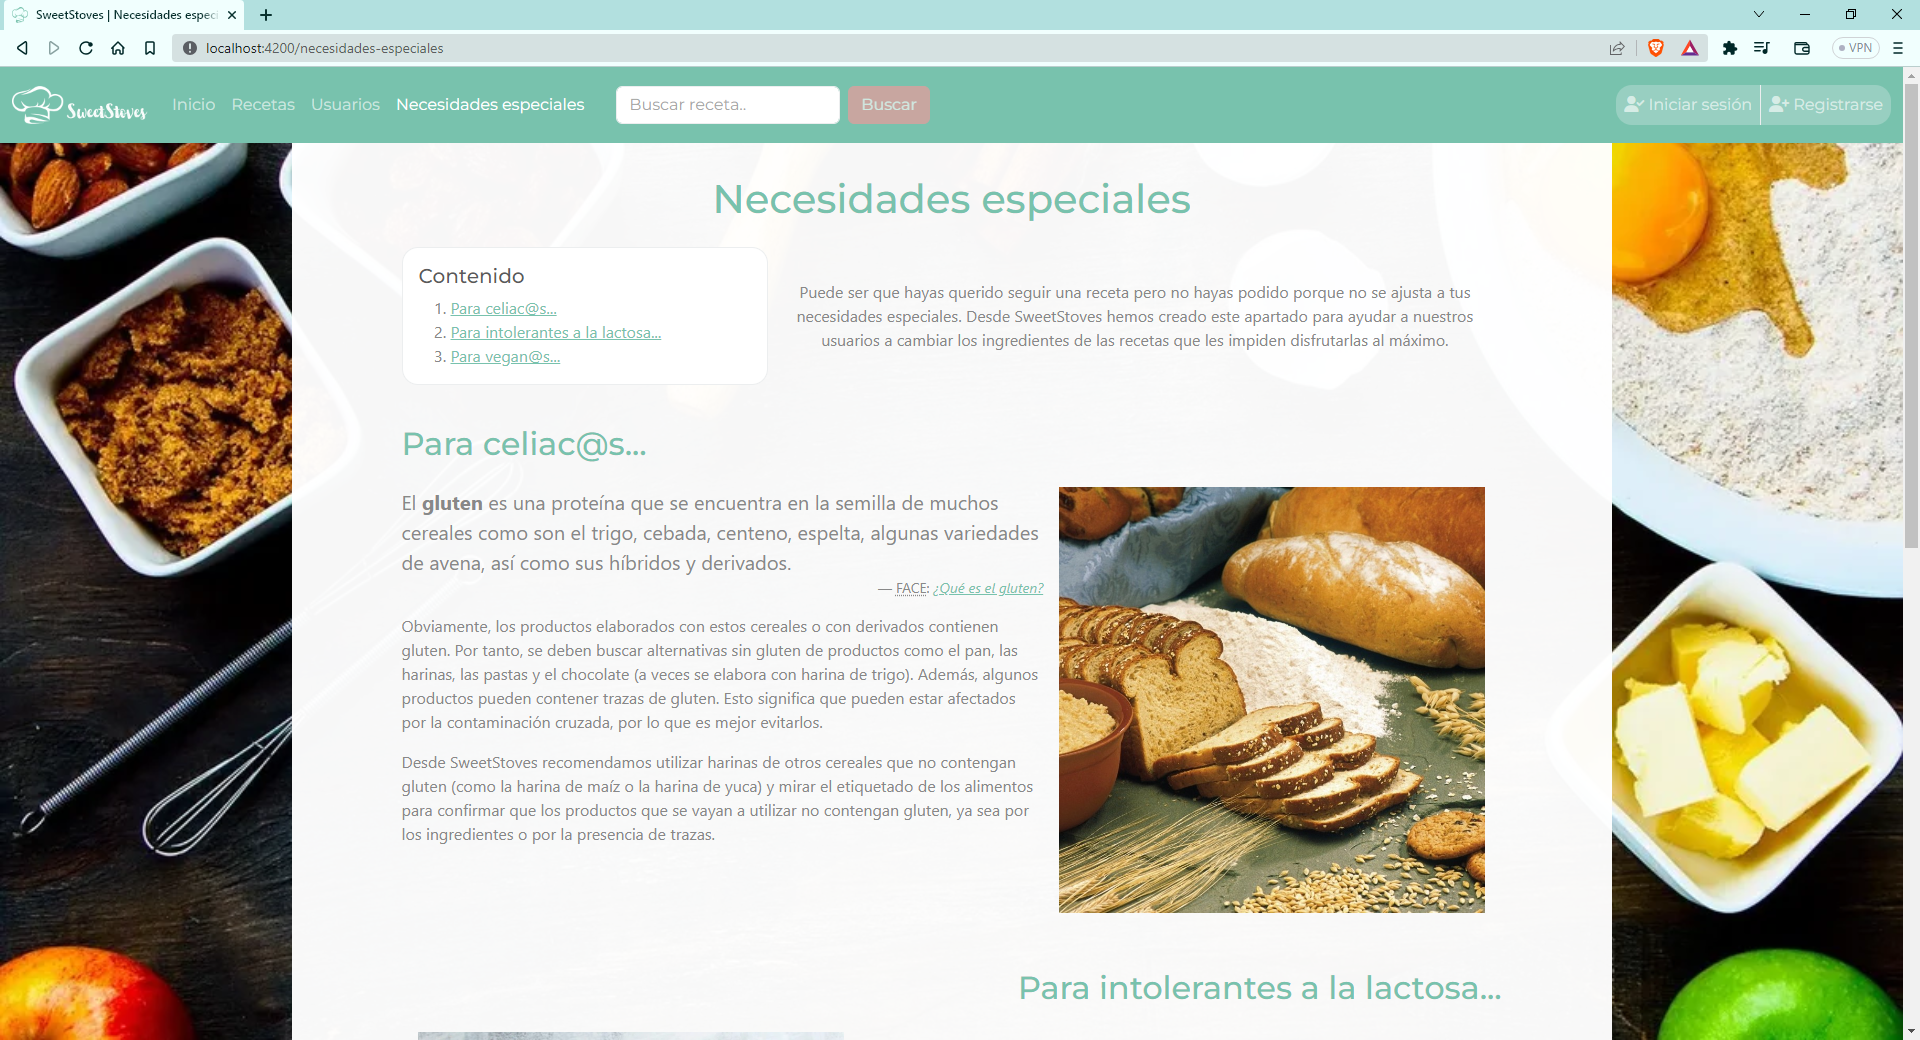 SweetStoves | Necesidades especi
localhost:4200/necesidades-especiales
VPN
SweetStoves
Inicio
Recetas
Usuarios
Necesidades especiales
Buscar receta..
Buscar
Iniciar sesión
Registrarse
Necesidades especiales
Contenido
1. Para celiac@s...
2. Para intolerantes a la lactosa...
3. Para vegan@s...
Puede ser que hayas querido seguir una receta pero no hayas podido porque no se ajusta a tus
necesidades especiales. Desde SweetStoves hemos creado este apartado para ayudar a nuestros
usuarios a cambiar los ingredientes de las recetas que les impiden disfrutarlas al máximo.
Para celiac@s...
El gluten es una proteína que se encuentra en la semilla de muchos
cereales como son el trigo, cebada, centeno, espelta, algunas variedades
de avena, así como sus híbridos y derivados.
— FACE: ¿Qué es el gluten?
Obviamente, los productos elaborados con estos cereales o con derivados contienen
gluten. Por tanto, se deben buscar alternativas sin gluten de productos como el pan, las
harinas, las pastas y el chocolate (a veces se elabora con harina de trigo). Además, algunos
productos pueden contener trazas de gluten. Esto significa que pueden estar afectados
por la contaminación cruzada, por lo que es mejor evitarlos.
Desde SweetStoves recomendamos utilizar harinas de otros cereales que no contengan
gluten (como la harina de maíz o la harina de yuca) y mirar el etiquetado de los alimentos
para confirmar que los productos que se vayan a utilizar no contengan gluten, ya sea por
los ingredientes o por la presencia de trazas.
Para intolerantes a la lactosa...